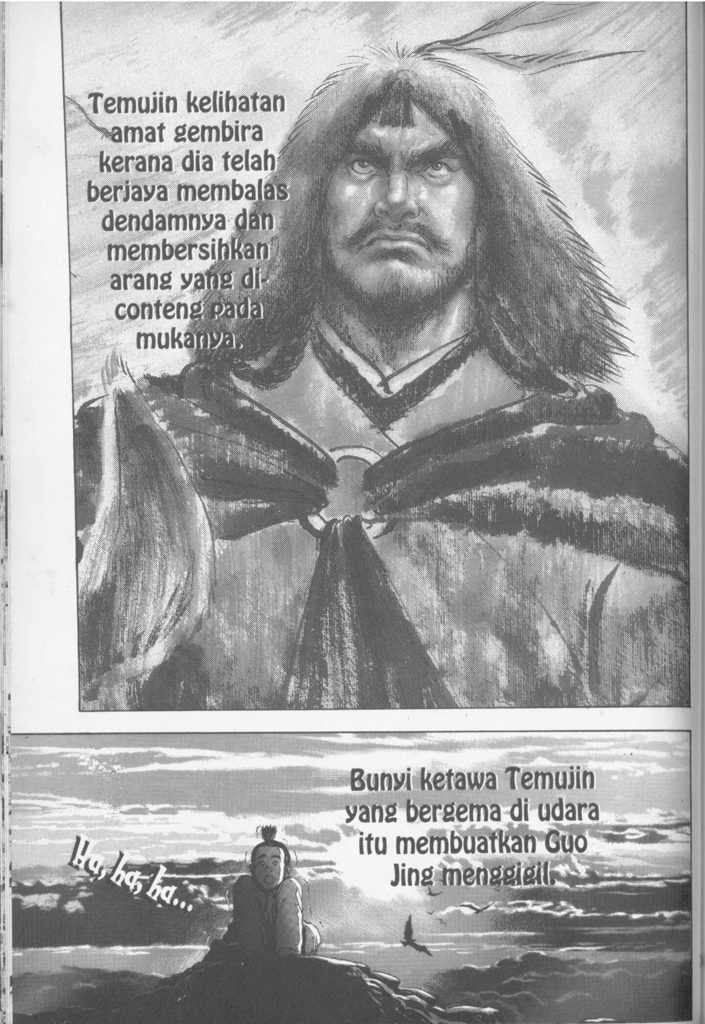 Temujin kelihatan
amat gembira
kerana dia telah
berjaya membalas
dendamnya dan
membersihkan
arang yang di-
conteng pada
mukanya.
Bunyi ketawa Temujin
yang bergema di udara
itu membuatkan Guo
Jing menggigil.
Ha, ha, ha...